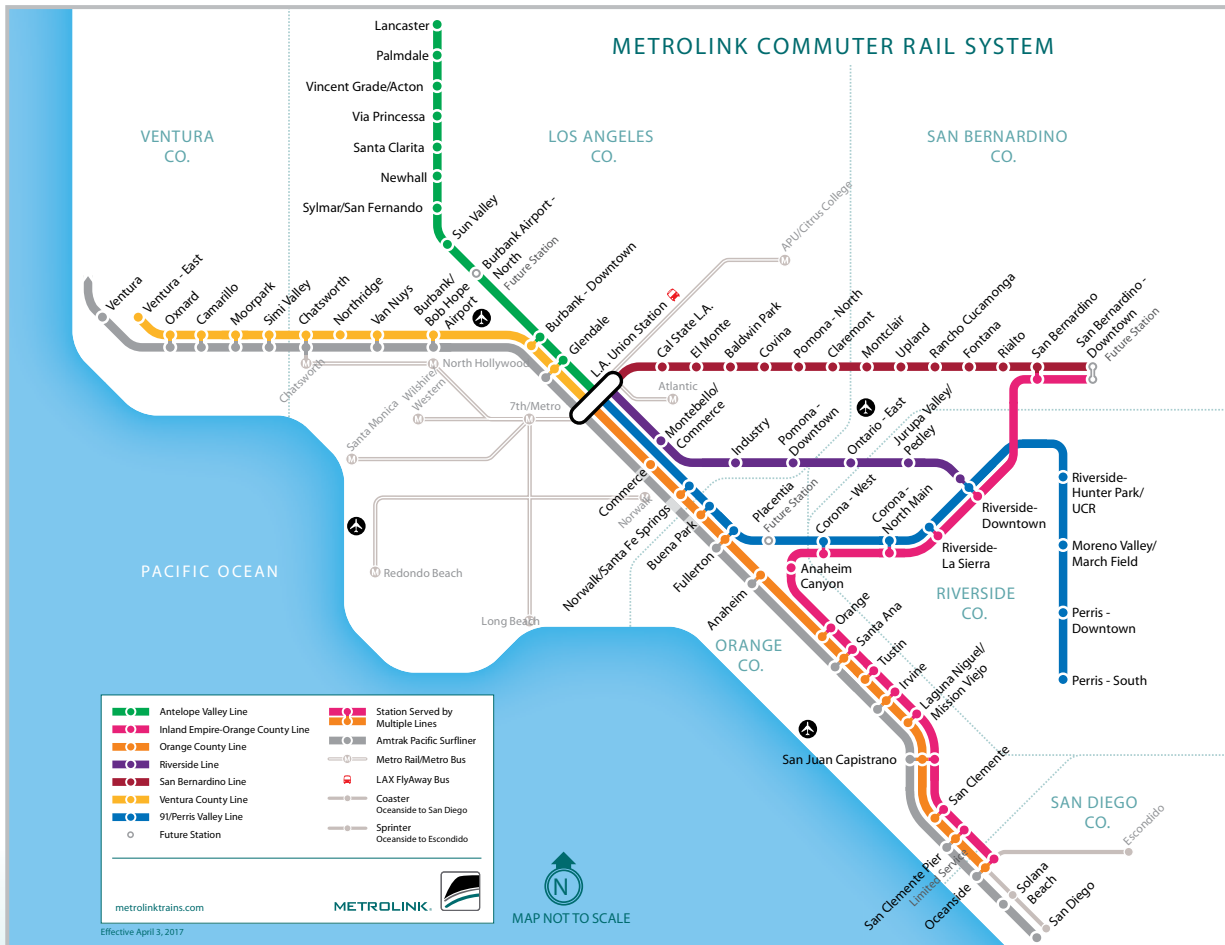 METROLINK COMMUTER RAIL SYSTEM
Lancaster
Palmdale
Vincent Grade/Acton
Via Princessa
Santa Clarita
Newhall
Sylmar/San Fernando
VENTURA
CO.
LOS ANGELES
CO.
SAN BERNARDINO
CO.
Sun Valley
Burbank Airport -
North
Future Station
Burbank - Downtown
Glendale
L.A. Union Station
APU/Citrus College
M
Ventura
Ventura - East
Oxnard
Camarillo
Moorpark
Simi Valley
Chatsworth
Northridge
Van Nuys
Burbank/
Bob Hope
Airport
Cal State L.A.
El Monte
Baldwin Park
Covina
Pomona - North
Claremont
Montclair
Upland
Rancho Cucamonga
Fontana
Rialto
San Bernardino
San Bernardino -
Downtown
Future Station
M
Chatsworth
M
North Hollywood
Wilshire/
Western
M
Santa Monica
M
7th/Metro
M
Atlantic
M
Norwalk
M
Redondo Beach
M
Long Beach
M
Montebello/
Commerce
Industry
Pomona -
Downtown
Ontario - East
Jurupa Valley/
Pedley
Commerce
Norwalk/Santa Fe Springs
Buena Park
Fullerton
Anaheim
Placentia
Future Station
Corona - West
Corona -
North Main
Riverside-
Downtown
Riverside-
La Sierra
Riverside-
Hunter Park/
UCR
Moreno Valley/
March Field
Perris -
Downtown
Perris - South
Anaheim
Canyon
RIVERSIDE
CO.
ORANGE
CO.
PACIFIC OCEAN
Orange
Santa Ana
Tustin
Irvine
Laguna Niguel/
Mission Viejo
San Juan Capistrano
San Clemente
SAN DIEGO
CO.
Escondido
San Clemente Pier
Limited Service
Oceanside
Solana
Beach
San Diego
Antelope Valley Line
Inland Empire-Orange County Line
Orange County Line
Riverside Line
San Bernardino Line
Ventura County Line
91/Perris Valley Line
Future Station
Station Served by
Multiple Lines
Amtrak Pacific Surfliner
M
Metro Rail/Metro Bus
LAX FlyAway Bus
Coaster
Oceanside to San Diego
Sprinter
Oceanside to Escondido
metrolinktrains.com
METROLINK.
Effective April 3, 2017
N
MAP NOT TO SCALE